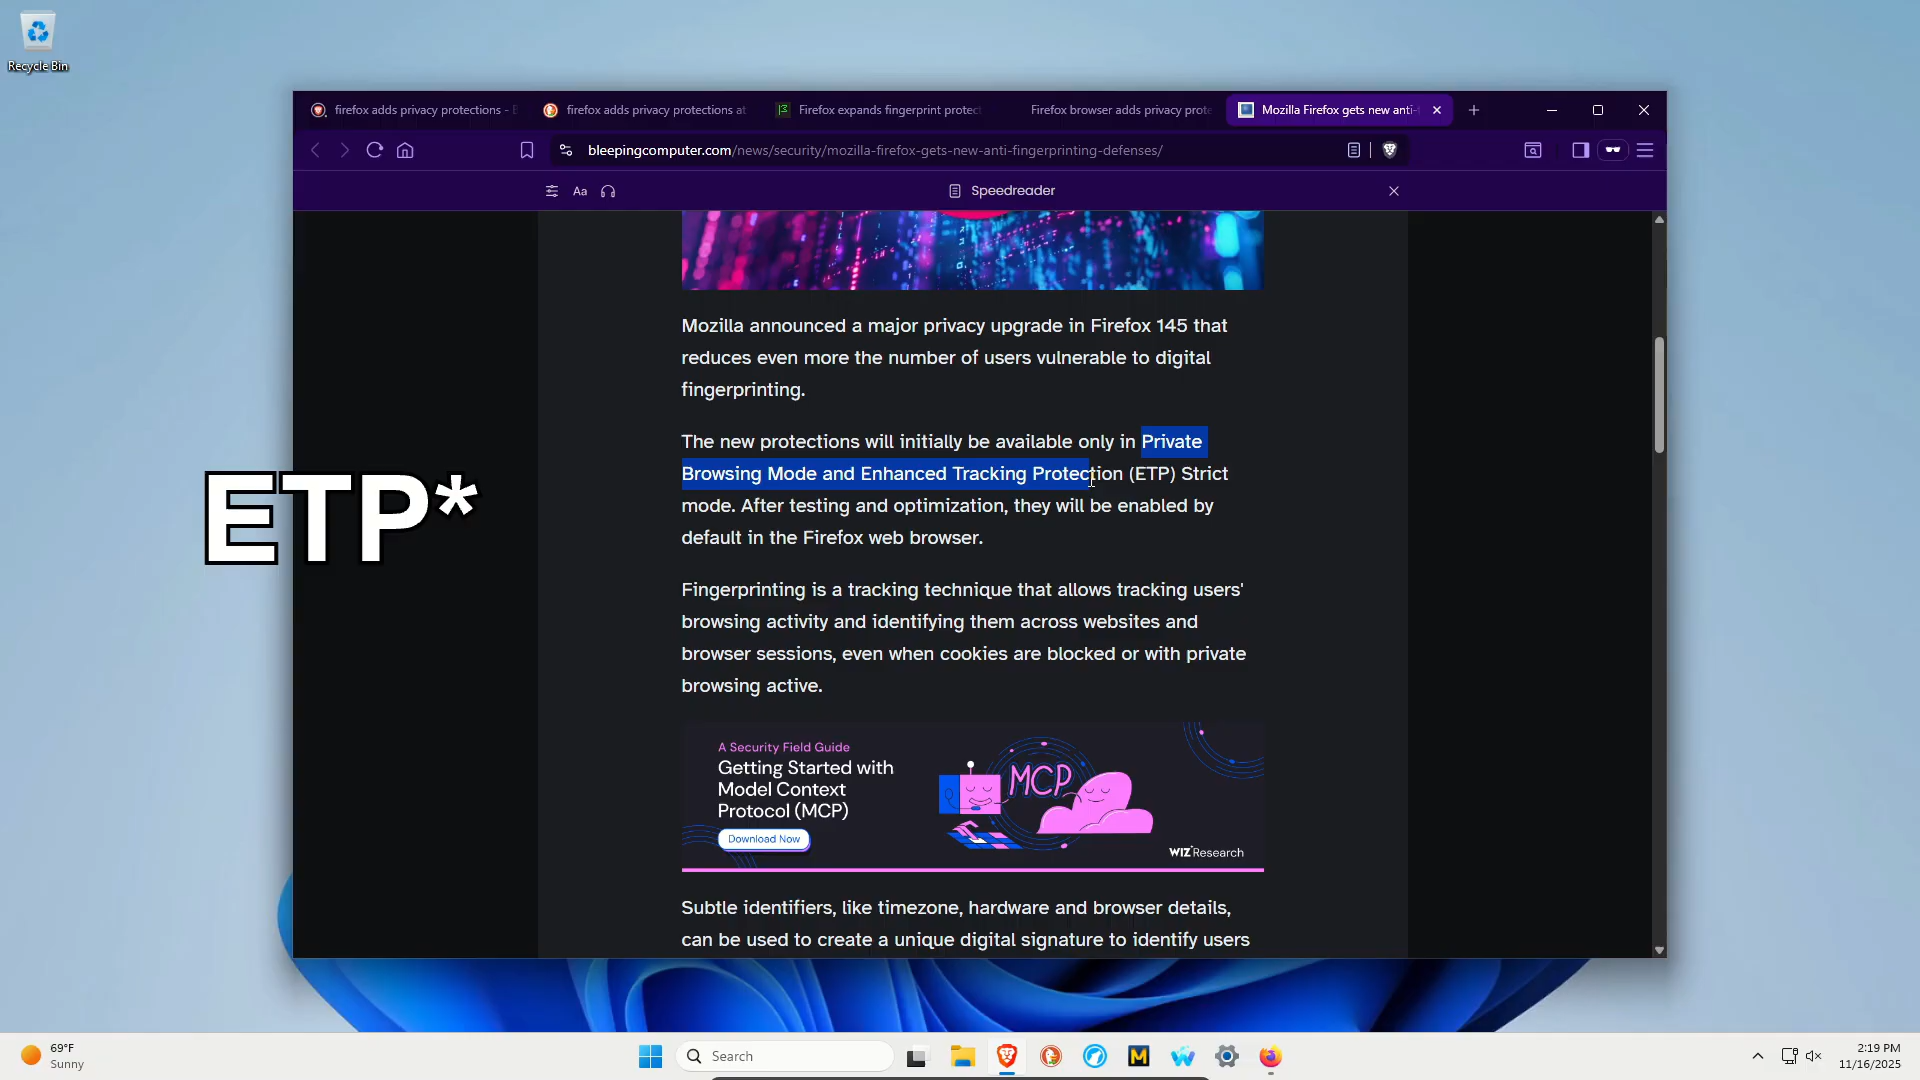 Recycle Bin
firefox adds privacy protections -
firefox adds privacy protections at
Firefox expands fingerprint protect
Firefox browser adds privacy prote
Mozilla Firefox gets new anti-
bleepingcomputer.com/news/security/mozilla-firefox-gets-new-anti-fingerprinting-defenses/
Aa
Speedreader
Mozilla announced a major privacy upgrade in Firefox 145 that
reduces even more the number of users vulnerable to digital
fingerprinting.
The new protections will initially be available only in Private
Browsing Mode and Enhanced Tracking Protection (ETP) Strict
mode. After testing and optimization, they will be enabled by
default in the Firefox web browser.
ETP*
Fingerprinting is a tracking technique that allows tracking users'
browsing activity and identifying them across websites and
browser sessions, even when cookies are blocked or with private
browsing active.
A Security Field Guide
Getting Started with
Model Context
Protocol (MCP)
Download Now
MCP
WIZ Research
Subtle identifiers, like timezone, hardware and browser details,
can be used to create a unique digital signature to identify users
69°F
Sunny
Search
M
2:19 PM
11/16/2025